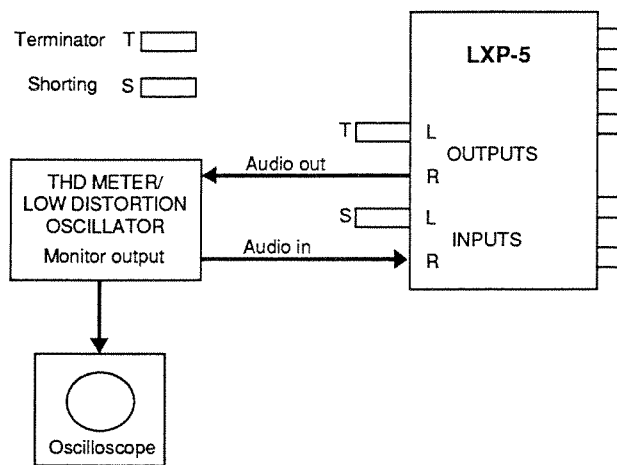 Terminator T
Shorting S
LXP-5
T L
OUTPUTS
Audio out R
THD METER/
LOW DISTORTION
OSCILLATOR
Monitor output
S L
INPUTS
Audio in R
Oscilloscope